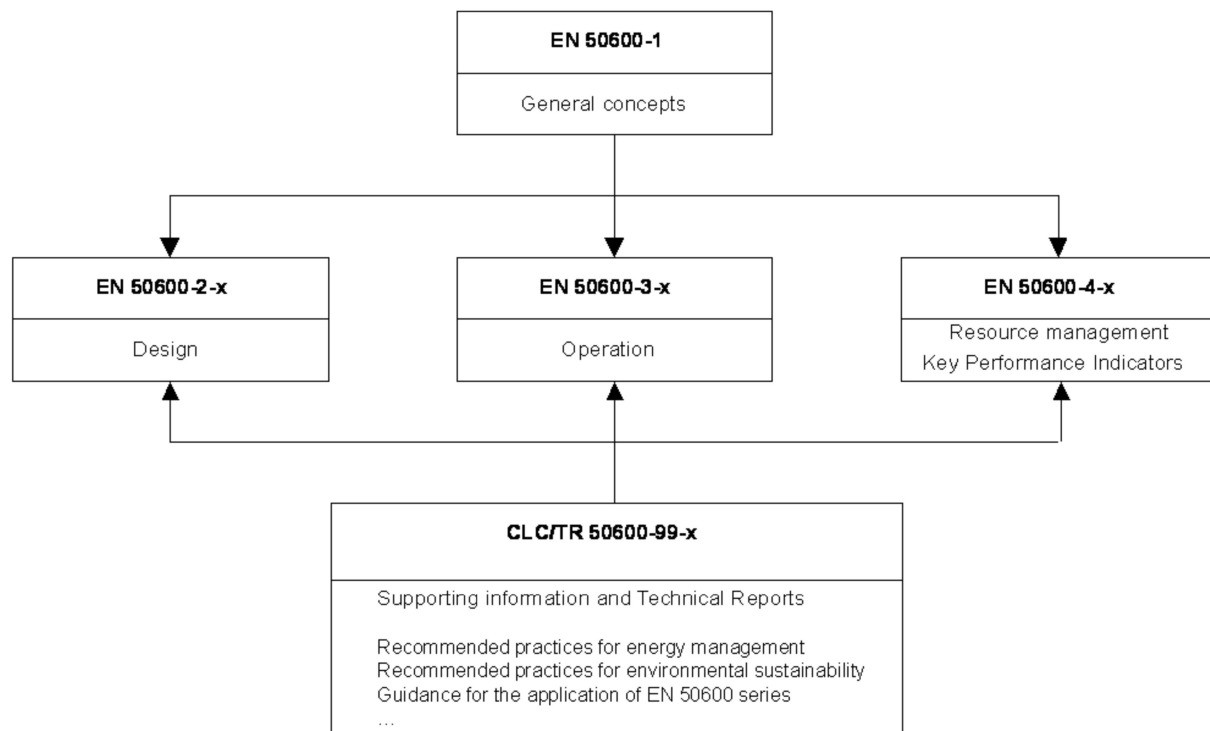 EN 50600-1
General concepts
EN 50600-2-x
Design
EN 50600-3-x
Operation
EN 50600-4-x
Resource management
Key Performance Indicators
CLC/TR 50600-99-x
Supporting information and Technical Reports
Recommended practices for energy management
Recommended practices for environmental sustainability
Guidance for the application of EN 50600 series
...